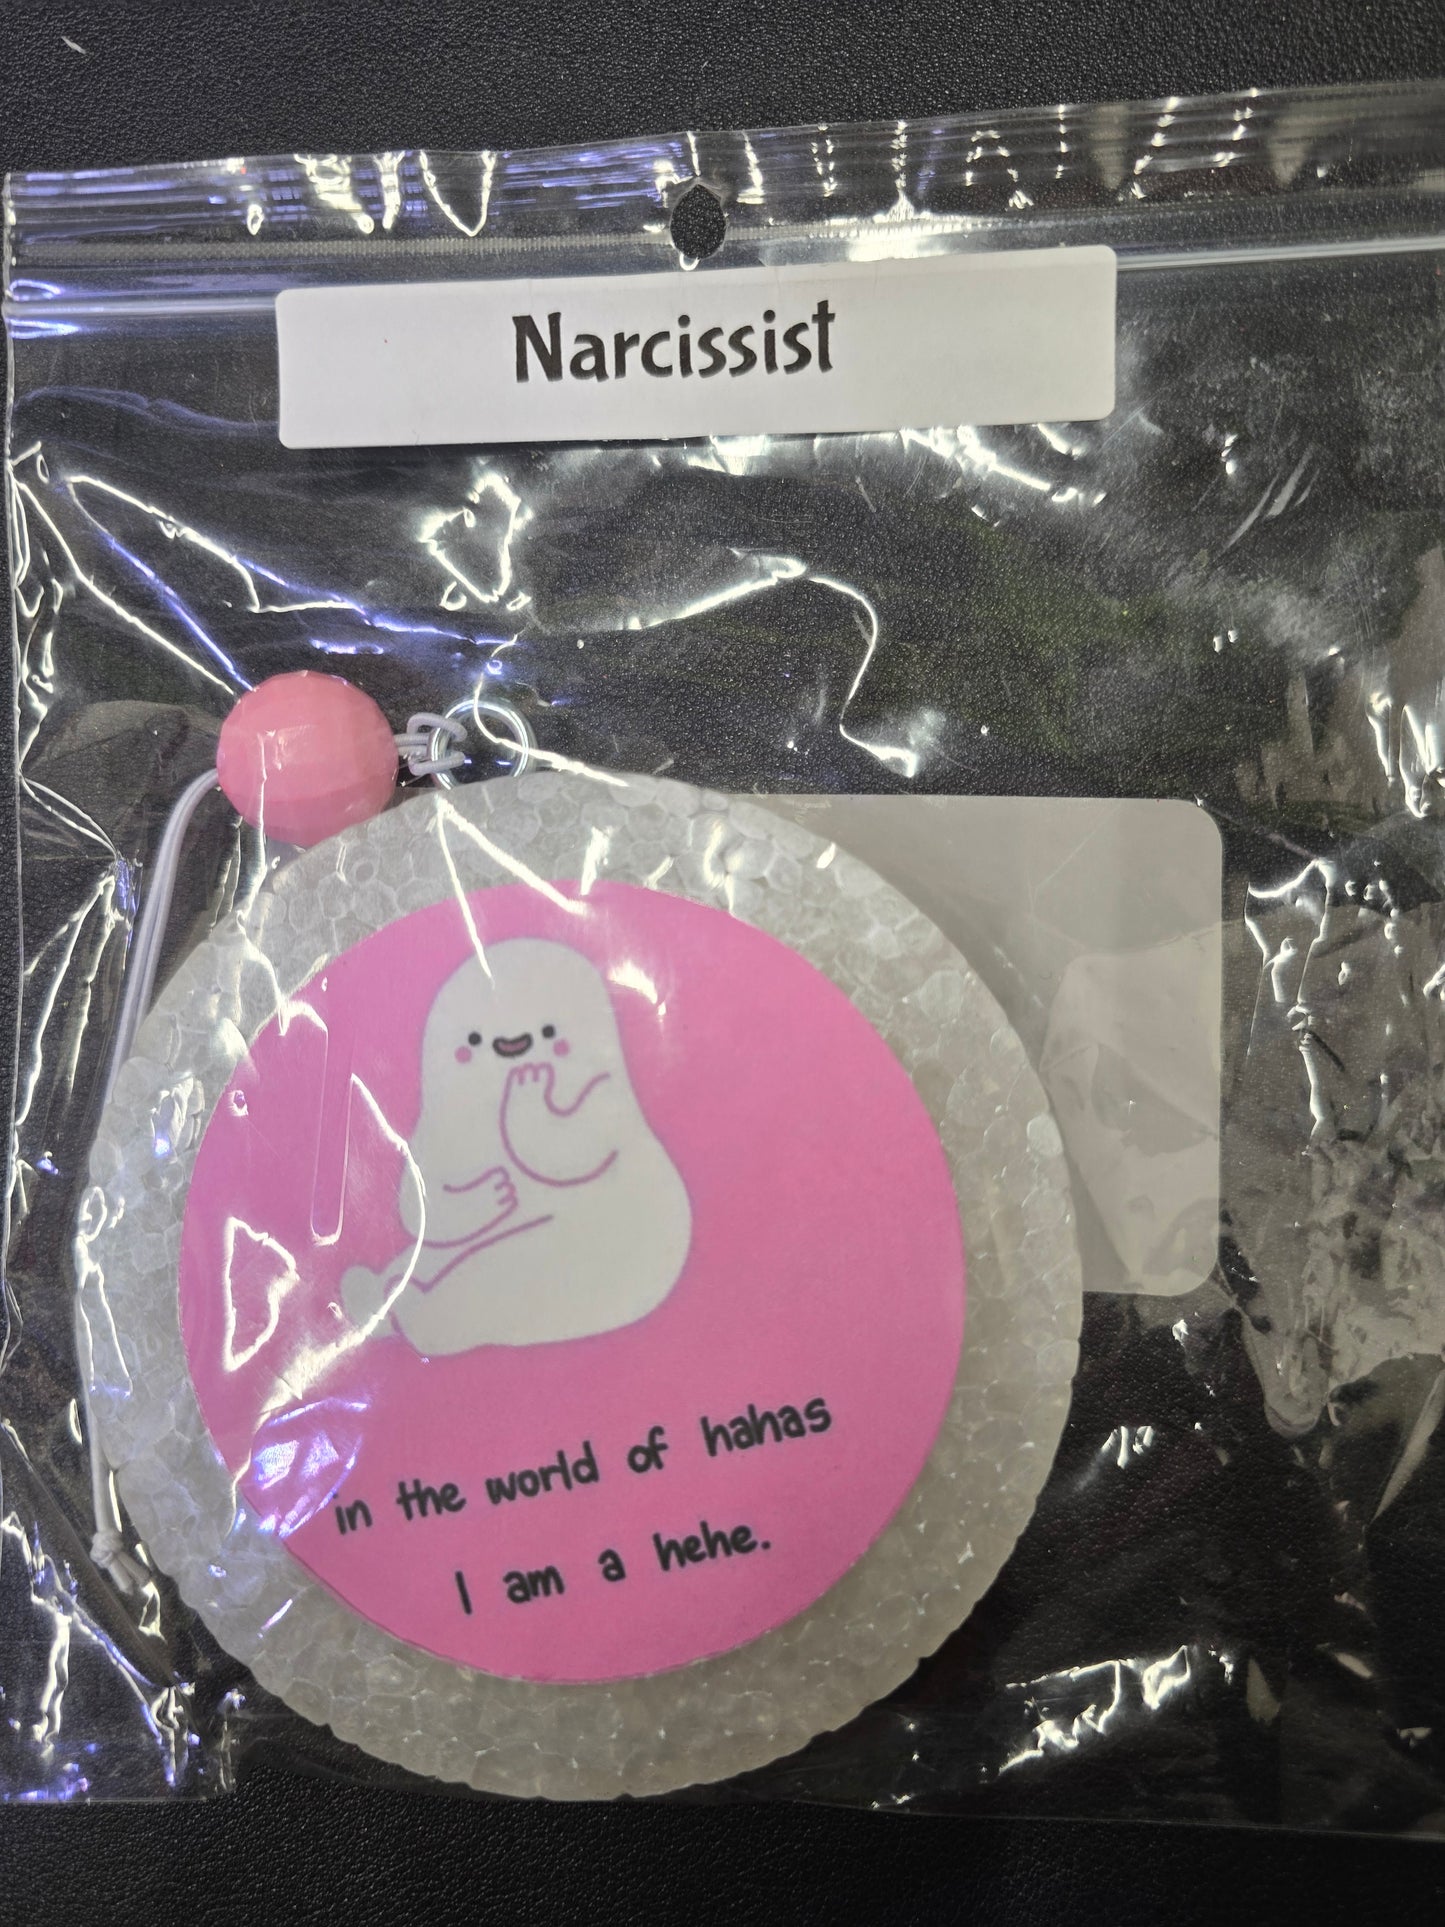 Narcissist
in the world of hahas
I am a hehe.